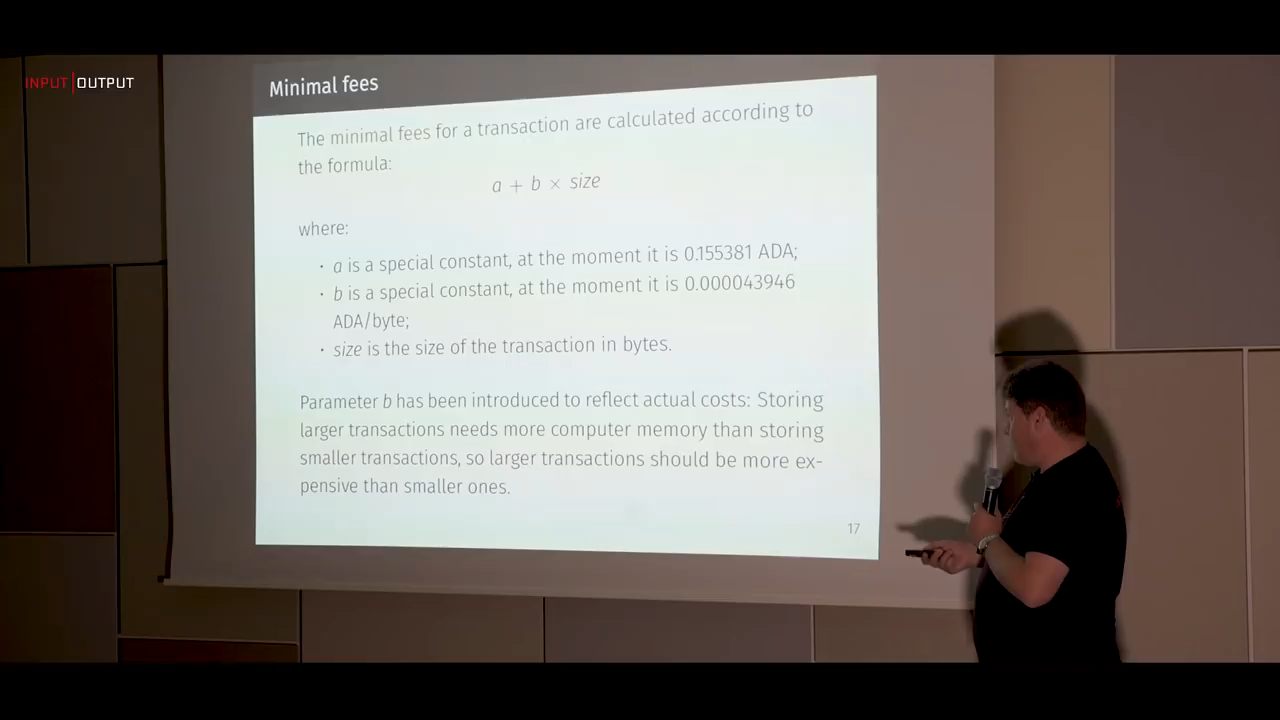 INPUT|OUTPUT
Minimal fees
The minimal fees for a transaction are calculated according to
the formula:
a + b × size
where:
· a is a special constant, at the moment it is 0.155381 ADA;
· b is a special constant, at the moment it is 0.000043946
ADA/byte;
· size is the size of the transaction in bytes.
Parameter b has been introduced to reflect actual costs: Storing
larger transactions needs more computer memory than storing
smaller transactions, so larger transactions should be more ex-
pensive than smaller ones.
17